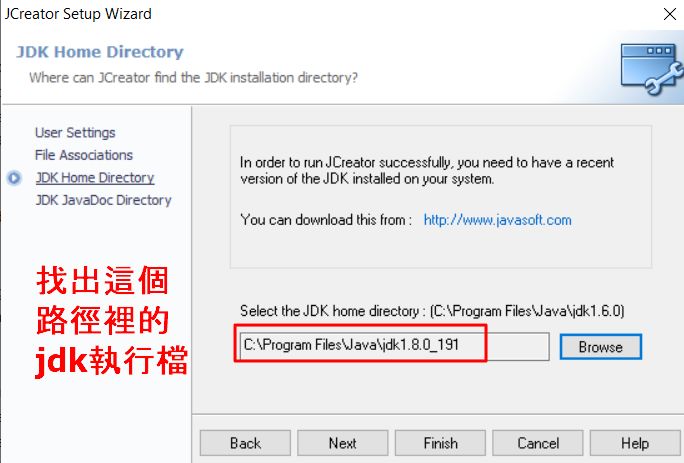 JCreator Setup Wizard
JDK Home Directory
Where can JCreator find the JDK installation directory?
User Settings
File Associations
JDK Home Directory
JDK JavaDoc Directory
In order to run JCreator successfully, you need to have a recent
version of the JDK installed on your system.
You can download this from : http://www.javasoft.com
找出這個
路徑裡的
jdk執行檔
Select the JDK home directory : (C:\Program Files\Java\jdk1.6.0)
C:\Program Files\Java\jdk1.8.0_191
Browse
Back
Next
Finish
Cancel
Help